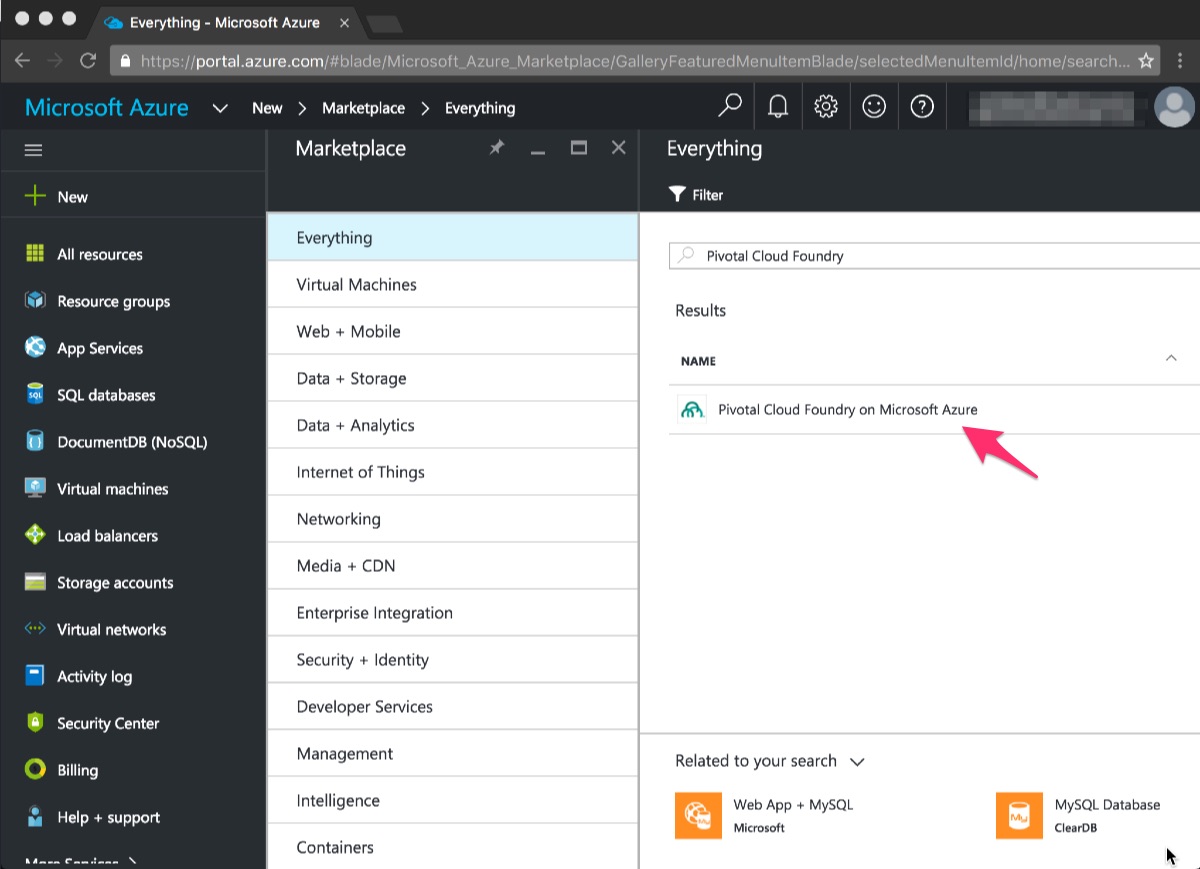 Everything - Microsoft Azure
https://portal.azure.com/#blade/Microsoft_Azure_Marketplace/GalleryFeaturedMenuItemBlade/selectedMenuItemId/home/search...
Microsoft Azure New > Marketplace > Everything
New
All resources
Resource groups
App Services
SQL databases
DocumentDB (NoSQL)
Virtual machines
Load balancers
Storage accounts
Virtual networks
Activity log
Security Center
Billing
Help + support
More Services >
Marketplace
Everything
Virtual Machines
Web + Mobile
Data + Storage
Data + Analytics
Internet of Things
Networking
Media + CDN
Enterprise Integration
Security + Identity
Developer Services
Management
Intelligence
Containers
Everything
Filter
Pivotal Cloud Foundry
Results
NAME
Pivotal Cloud Foundry on Microsoft Azure
Related to your search
Web App + MySQL
Microsoft
MySQL Database
ClearDB